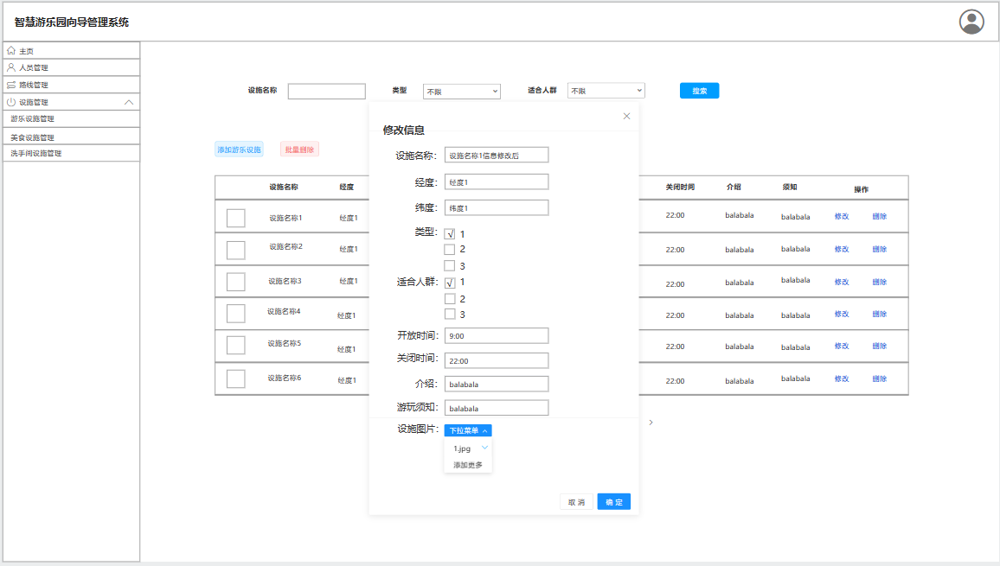 智慧游乐园向导管理系统
主页
人员管理
路线管理
设施管理
游乐设施管理
美食设施管理
洗手间设施管理
设施名称 类型 不限 适合人群 不限 搜索
添加游乐设施 批量删除
设施名称 经度 关闭时间 介绍 须知 操作
设施名称1 经度1 22:00 balabala balabala 修改 删除
设施名称2 经度1 22:00 balabala balabala 修改 删除
设施名称3 经度1 22:00 balabala balabala 修改 删除
设施名称4 经度1 22:00 balabala balabala 修改 删除
设施名称5 经度1 22:00 balabala balabala 修改 删除
设施名称6 经度1 22:00 balabala balabala 修改 删除
修改信息
设施名称: 设施名称1信息修改后
经度: 经度1
纬度: 纬度1
类型: √ 1
2
3
适合人群: √ 1
2
3
开放时间: 9:00
关闭时间: 22:00
介绍: balabala
游玩须知: balabala
设施图片: 下拉菜单
1.jpg
添加更多
取 消 确 定